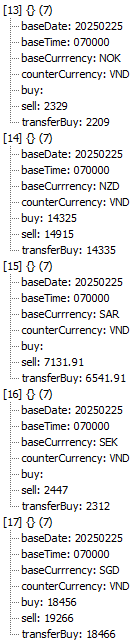 [13] {} (7)
baseDate: 20250225
baseTime: 070000
baseCurrrency: NOK
counterCurrency: VND
buy:
sell: 2329
transferBuy: 2209
[14] {} (7)
baseDate: 20250225
baseTime: 070000
baseCurrrency: NZD
counterCurrency: VND
buy: 14325
sell: 14915
transferBuy: 14335
[15] {} (7)
baseDate: 20250225
baseTime: 070000
baseCurrrency: SAR
counterCurrency: VND
buy:
sell: 7131.91
transferBuy: 6541.91
[16] {} (7)
baseDate: 20250225
baseTime: 070000
baseCurrrency: SEK
counterCurrency: VND
buy:
sell: 2447
transferBuy: 2312
[17] {} (7)
baseDate: 20250225
baseTime: 070000
baseCurrrency: SGD
counterCurrency: VND
buy: 18456
sell: 19266
transferBuy: 18466